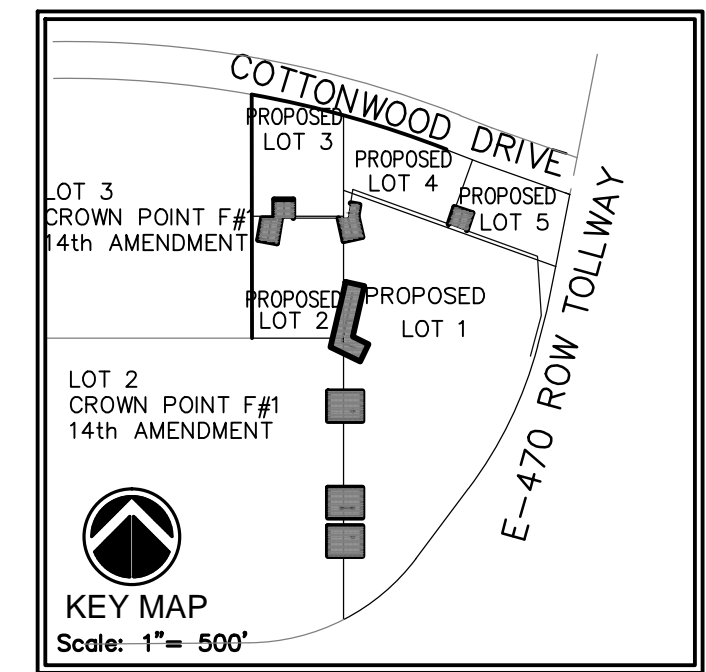 COTTONWOOD DRIVE
PROPOSED
LOT 3
PROPOSED
LOT 4
PROPOSED
LOT 5
LOT 3
CROWN POINT F#1
14th AMENDMENT
PROPOSED
LOT 2
PROPOSED
LOT 1
E-470 ROW TOLLWAY
LOT 2
CROWN POINT F#1
14th AMENDMENT
KEY MAP
Scale: 1"= 500'